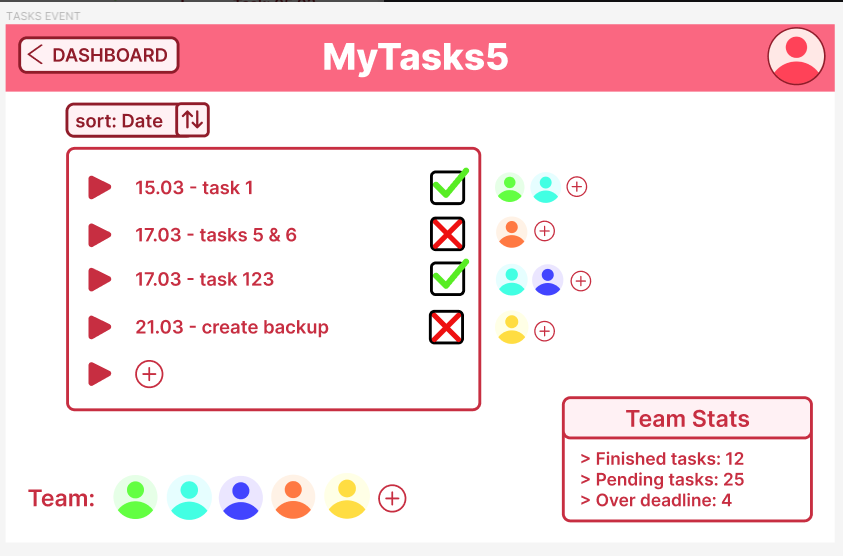 TASKS EVENT
< DASHBOARD
MyTasks5
sort: Date
15.03 - task 1
17.03 - tasks 5 & 6
17.03 - task 123
21.03 - create backup
Team Stats
> Finished tasks: 12
> Pending tasks: 25
> Over deadline: 4
Team: